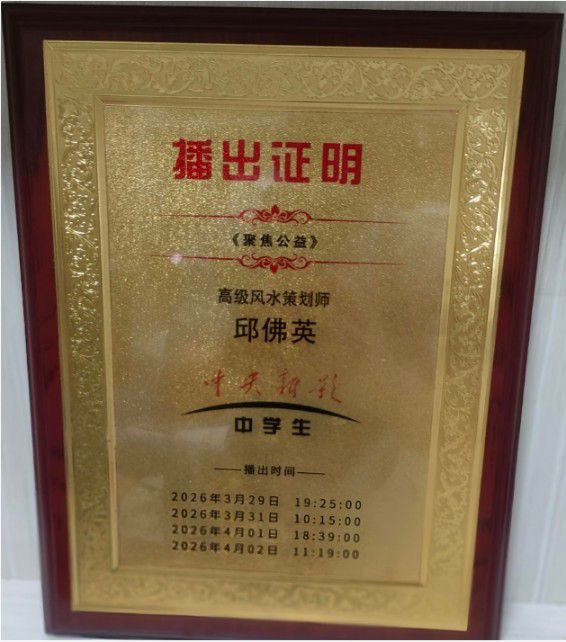 播出证明
《聚焦公益》
高级风水策划师
邱佛英
中央新影
中学生
播出时间
2026年3月29日 19:25:00
2026年3月31日 10:15:00
2026年4月01日 18:39:00
2026年4月02日 11:19:00